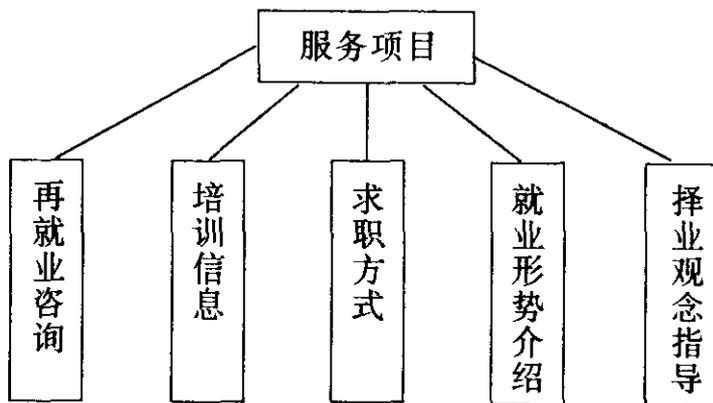 服务项目
再就业咨询
培训信息
求职方式
就业形势介绍
择业观念指导